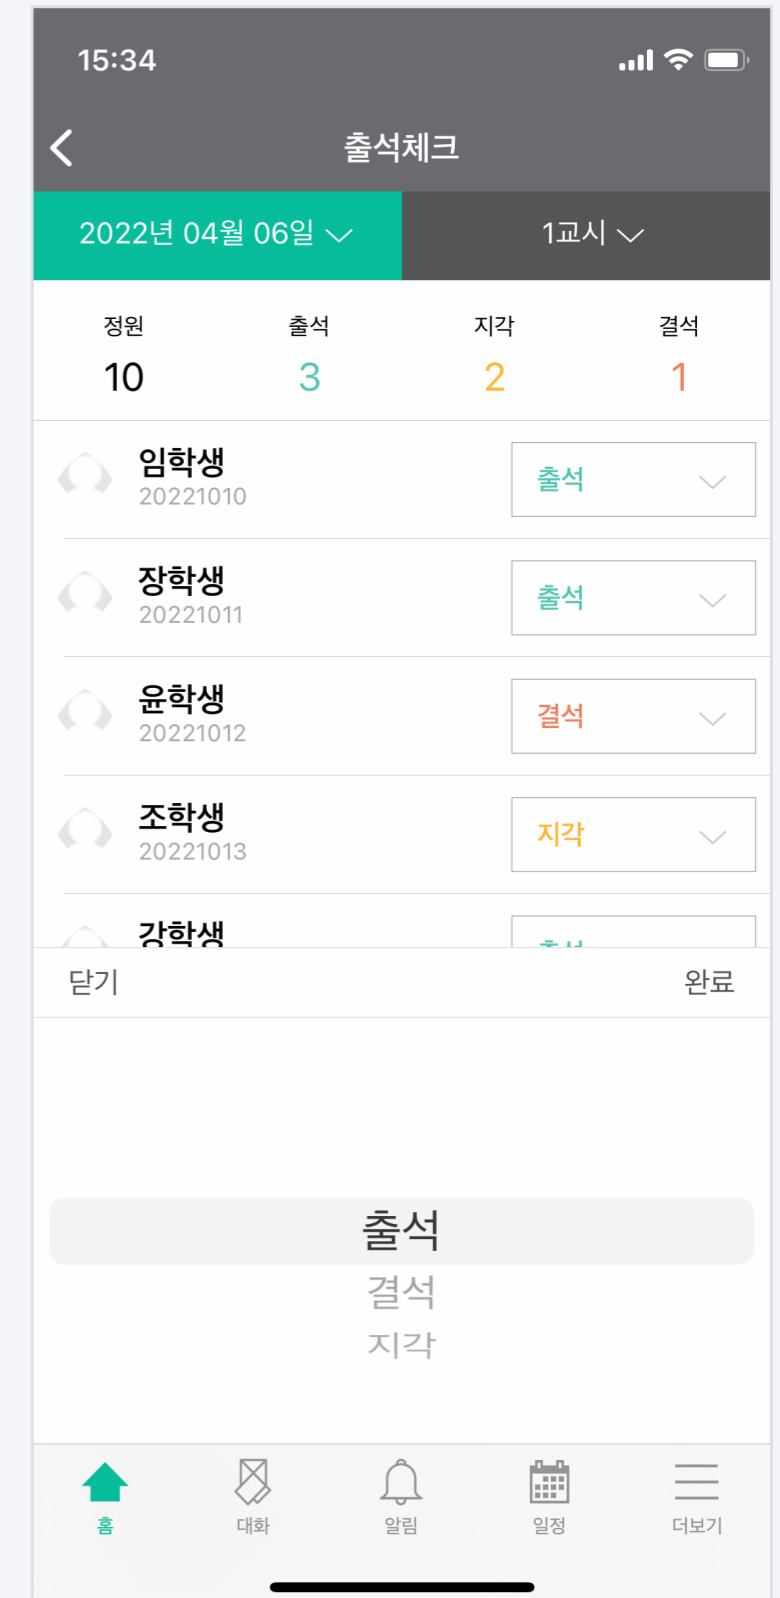 15:34
출석체크
2022년 04월 06일 1교시
정원 출석 지각 결석
10 3 2 1
임학생 출석
20221010
장학생 출석
20221011
윤학생 결석
20221012
조학생 지각
20221013
강학생 출석
닫기 완료
출석
결석
지각
홈 대화 알림 일정 더보기